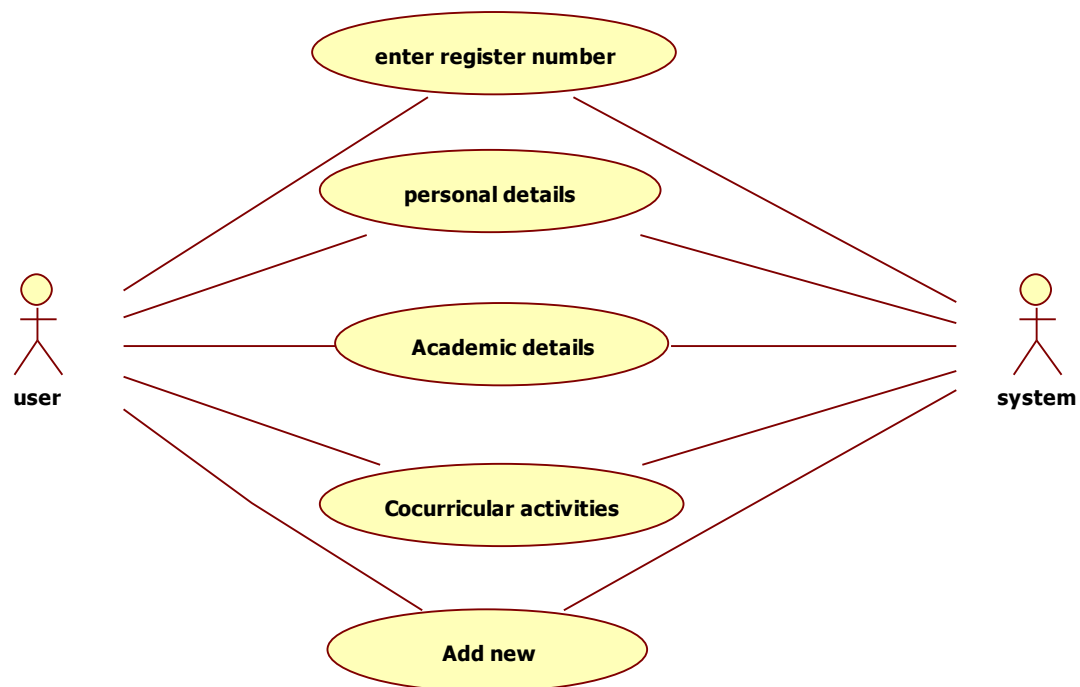 enter register number
personal details
Academic details
user
system
Cocurricular activities
Add new